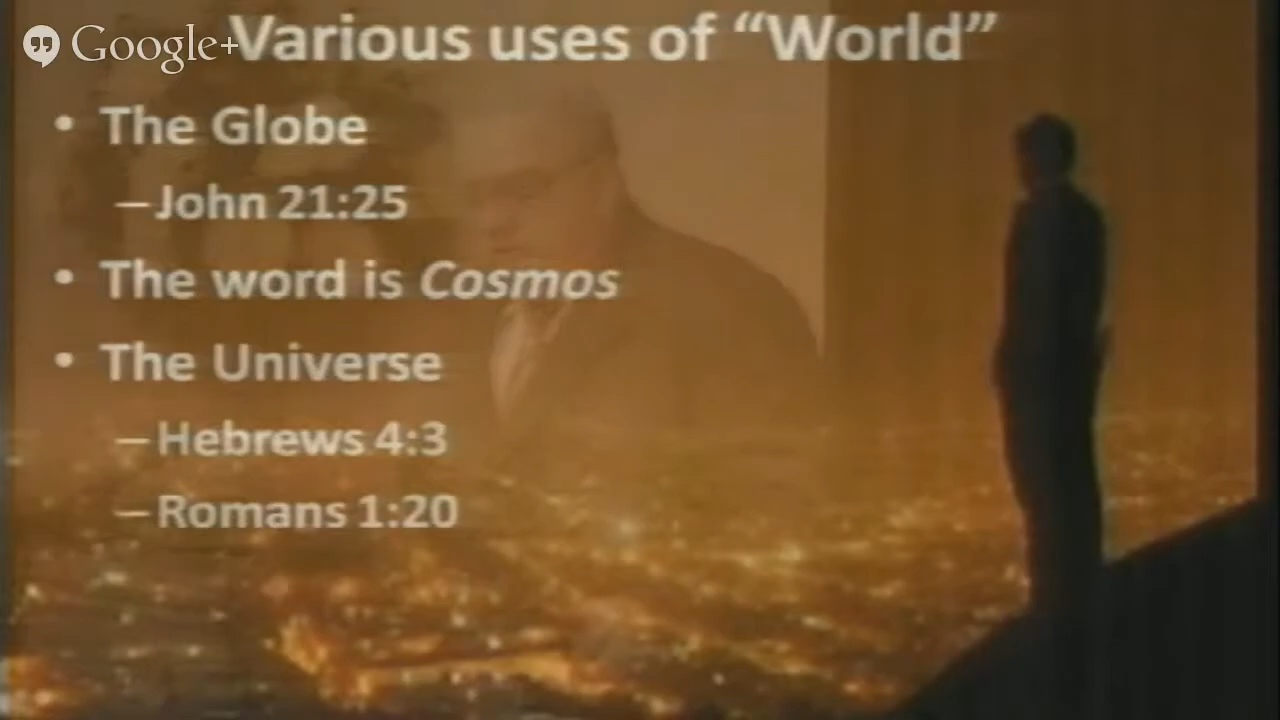 Google+
Various uses of “World”
• The Globe
–John 21:25
• The word is Cosmos
• The Universe
–Hebrews 4:3
–Romans 1:20